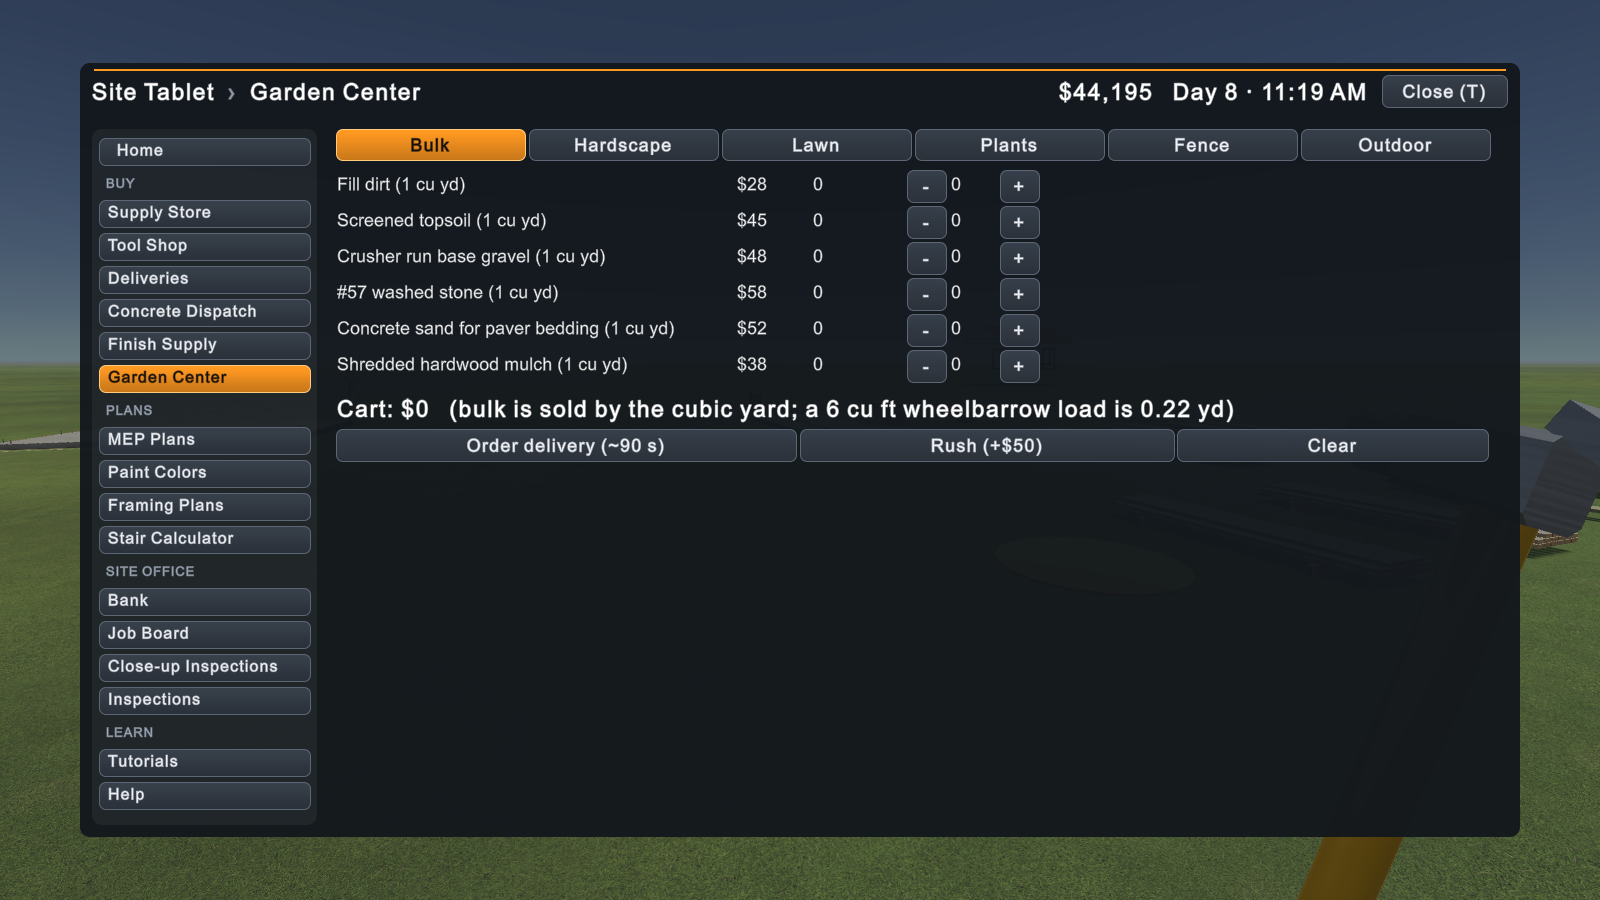 Site Tablet › Garden Center
$44,195 Day 8 · 11:19 AM Close (T)
Home
BUY
Supply Store
Tool Shop
Deliveries
Concrete Dispatch
Finish Supply
Garden Center
PLANS
MEP Plans
Paint Colors
Framing Plans
Stair Calculator
SITE OFFICE
Bank
Job Board
Close-up Inspections
Inspections
LEARN
Tutorials
Help
Bulk Hardscape Lawn Plants Fence Outdoor
Fill dirt (1 cu yd) $28 0 - 0 +
Screened topsoil (1 cu yd) $45 0 - 0 +
Crusher run base gravel (1 cu yd) $48 0 - 0 +
#57 washed stone (1 cu yd) $58 0 - 0 +
Concrete sand for paver bedding (1 cu yd) $52 0 - 0 +
Shredded hardwood mulch (1 cu yd) $38 0 - 0 +
Cart: $0 (bulk is sold by the cubic yard; a 6 cu ft wheelbarrow load is 0.22 yd)
Order delivery (~90 s) Rush (+$50) Clear